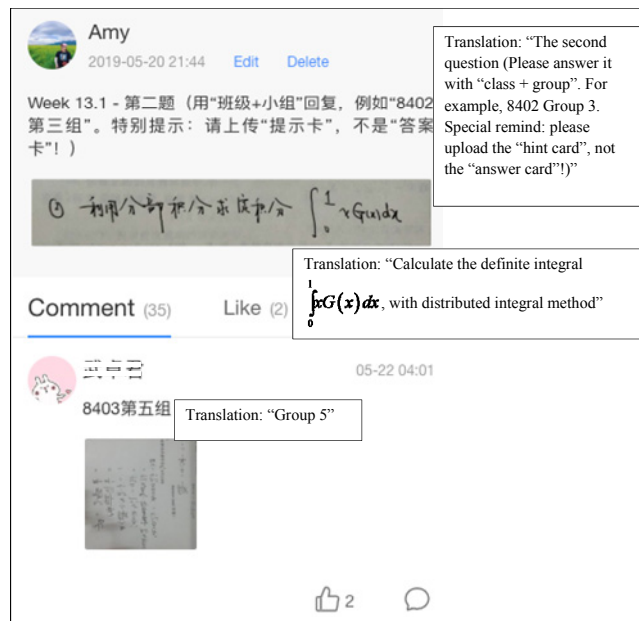 Amy
2019-05-20 21:44 Edit Delete
Week 13.1 - 第二题（用“班级+小组”回复，例如“8402
第三组”。特别提示：请上传“提示卡”，不是“答案
卡”！）
Translation: “The second
question (Please answer it
with “class + group”. For
example, 8402 Group 3.
Special remind: please
upload the “hint card”, not
the “answer card”!)”
② 利用分部积分求定积分 ∫₀¹ xG(x)dx
Translation: “Calculate the definite integral
∫₀¹ xG(x)dx, with distributed integral method”
Comment (35) Like (2)
05-22 04:01
8403第五组
Translation: “Group 5”
2